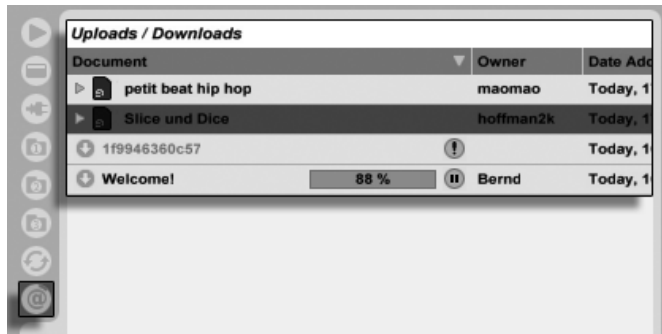 Uploads / Downloads
Document Owner Date Add
petit beat hip hop maomao Today, 1
Slice und Dice hoffman2k Today, 1
1f9946360c57 Today, 1
Welcome! 88 % Bernd Today, 1